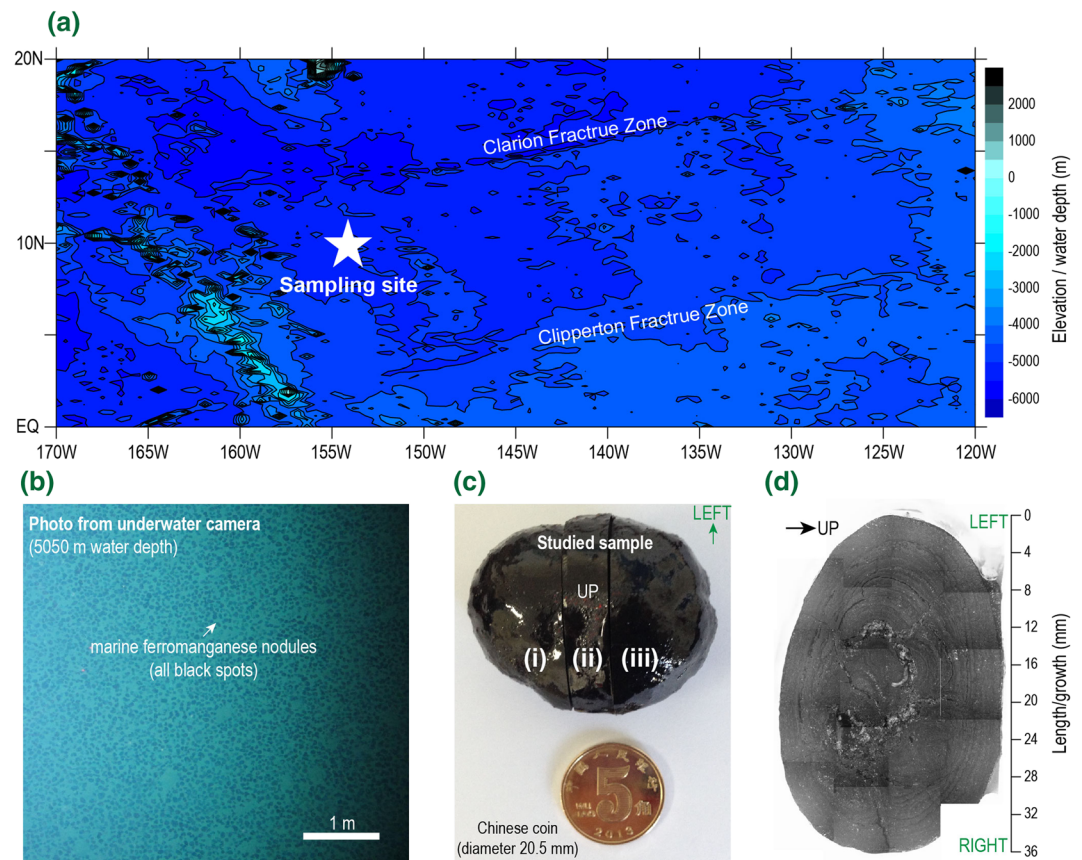 (a)
20N
10N
EQ
170W
165W
160W
155W
150W
145W
140W
135W
130W
125W
120W
Clarion Fractrue Zone
Sampling site
Clipperton Fractrue Zone
2000
1000
0
-1000
-2000
-3000
-4000
-5000
-6000
Elevation / water depth (m)
(b)
Photo from underwater camera
(5050 m water depth)
marine ferromanganese nodules
(all black spots)
1 m
(c)
LEFT
Studied sample
UP
(i)
(ii)
(iii)
5
角
2013
Chinese coin
(diameter 20.5 mm)
(d)
UP
LEFT
0
4
8
12
16
20
24
28
32
36
RIGHT
Length/growth (mm)